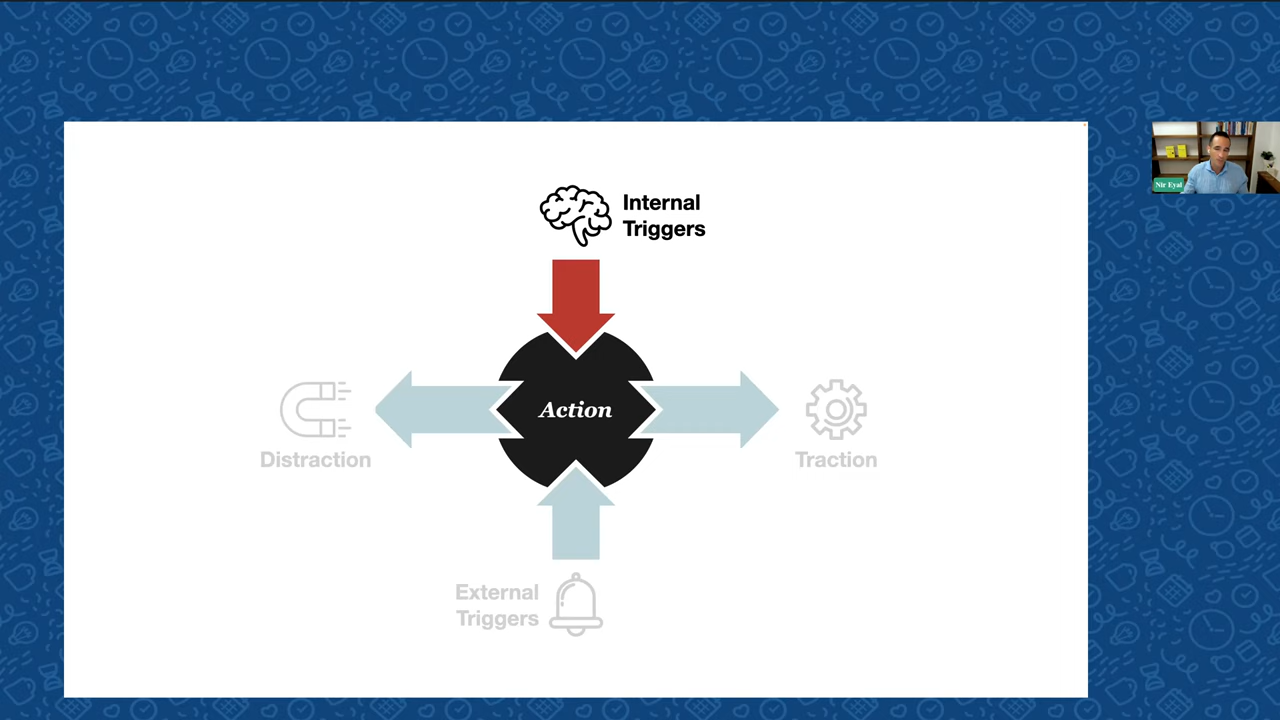 Internal
Triggers
Nir Eyal
Action
Distraction
Traction
External
Triggers